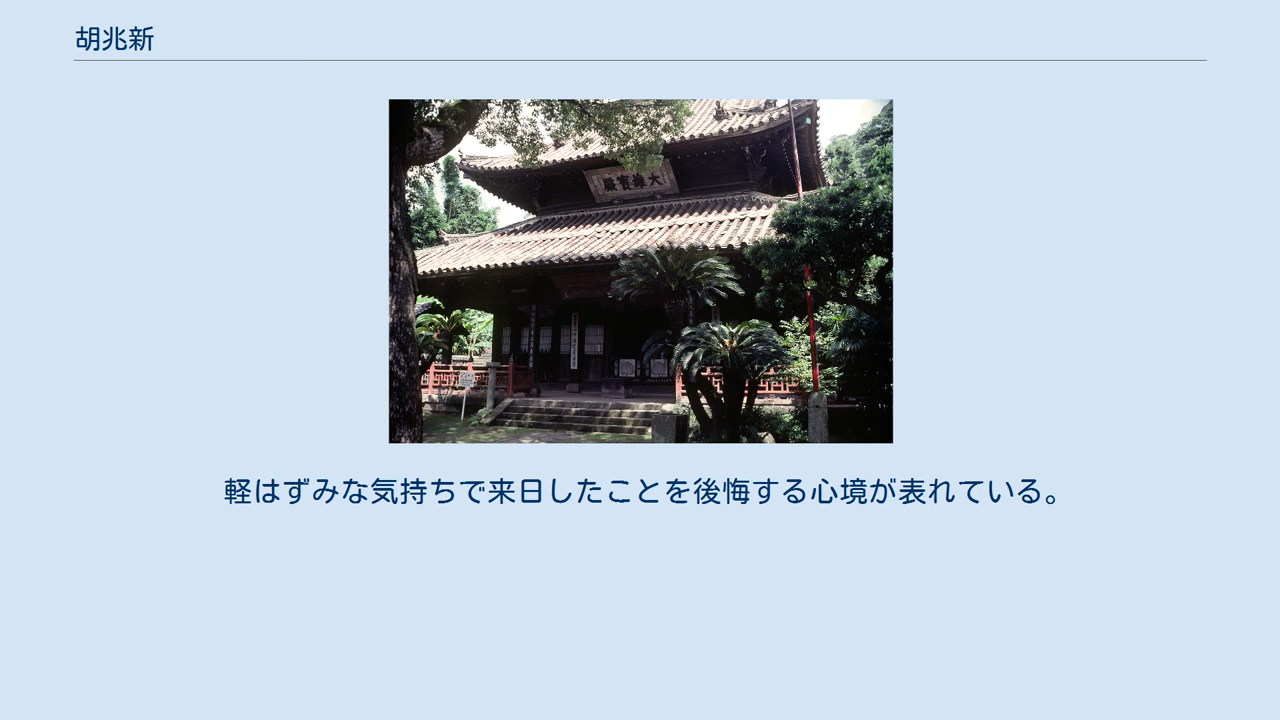 胡兆新
大雄寳殿
軽はずみな気持ちで来日したことを後悔する心境が表れている。